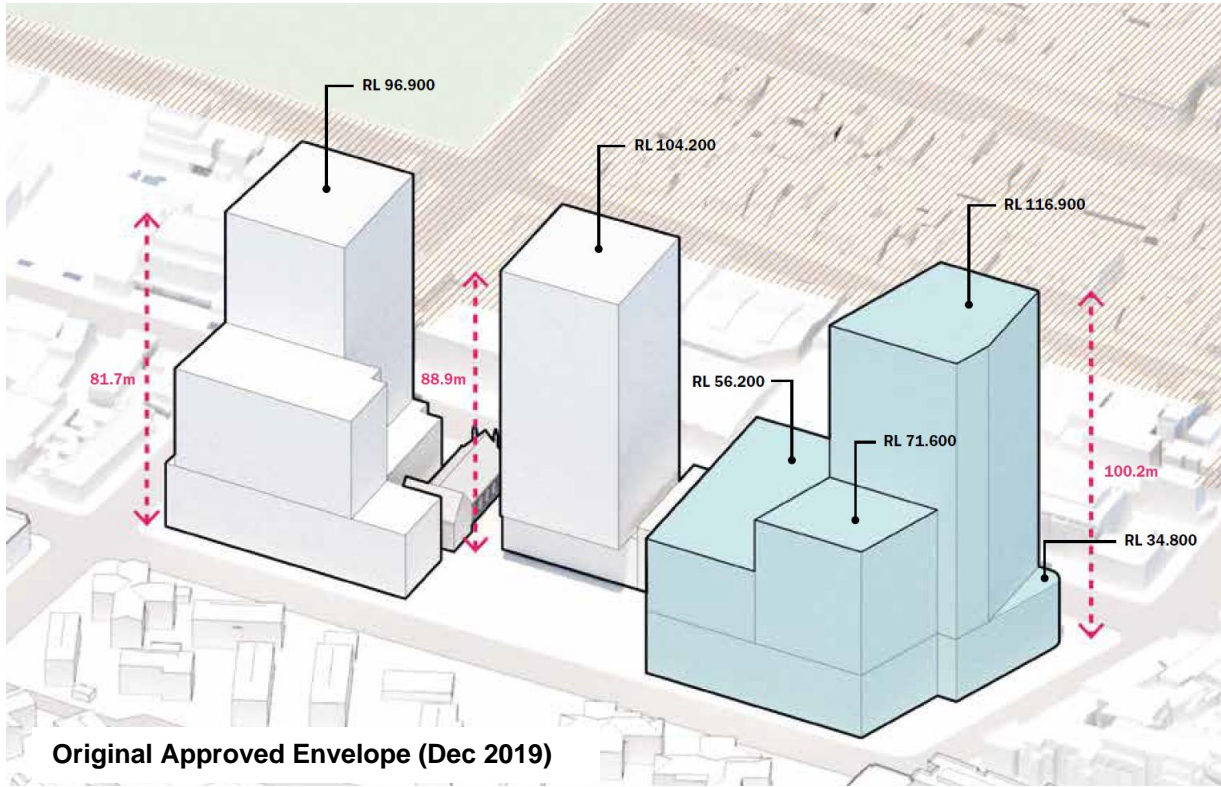 RL 96.900
RL 104.200
RL 116.900
81.7m
88.9m
RL 56.200
RL 71.600
100.2m
RL 34.800
Original Approved Envelope (Dec 2019)